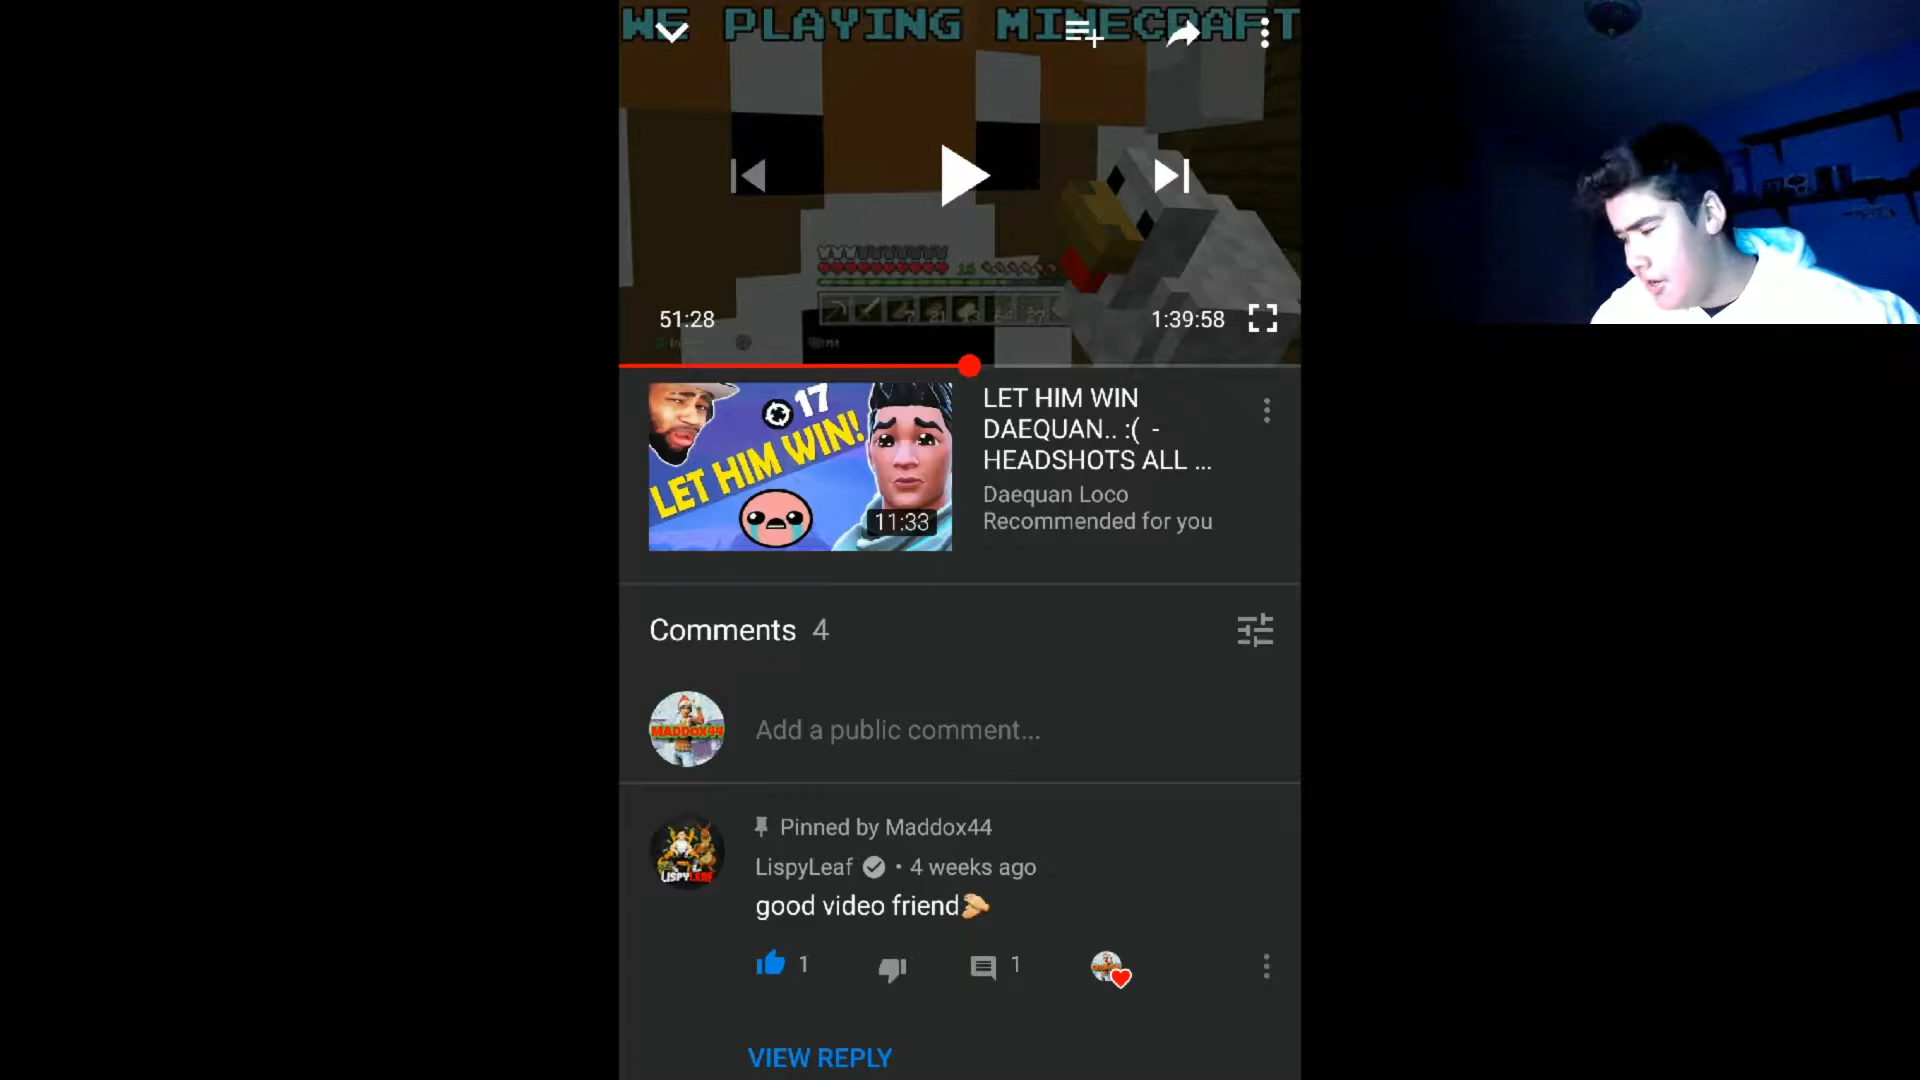 WE PLAYING MINECRAFT
51:28
1:39:58
17
LET HIM WIN!
11:33
LET HIM WIN
DAEQUAN.. :( -
HEADSHOTS ALL ...
Daequan Loco
Recommended for you
Comments 4
MADDOX44
Add a public comment...
Pinned by Maddox44
LispyLeaf • 4 weeks ago
LISPYLEAF
good video friend
1
1
VIEW REPLY